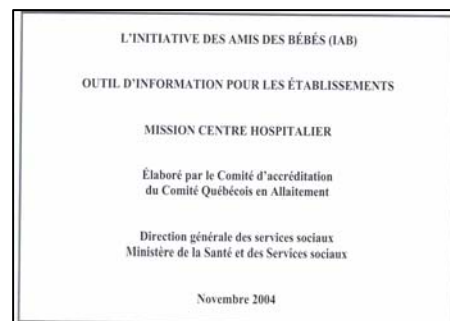 L'INITIATIVE DES AMIS DES BÉBÉS (IAB)
OUTIL D'INFORMATION POUR LES ÉTABLISSEMENTS
MISSION CENTRE HOSPITALIER
Élaboré par le Comité d'accréditation
du Comité Québécois en Allaitement
Direction générale des services sociaux
Ministère de la Santé et des Services sociaux
Novembre 2004